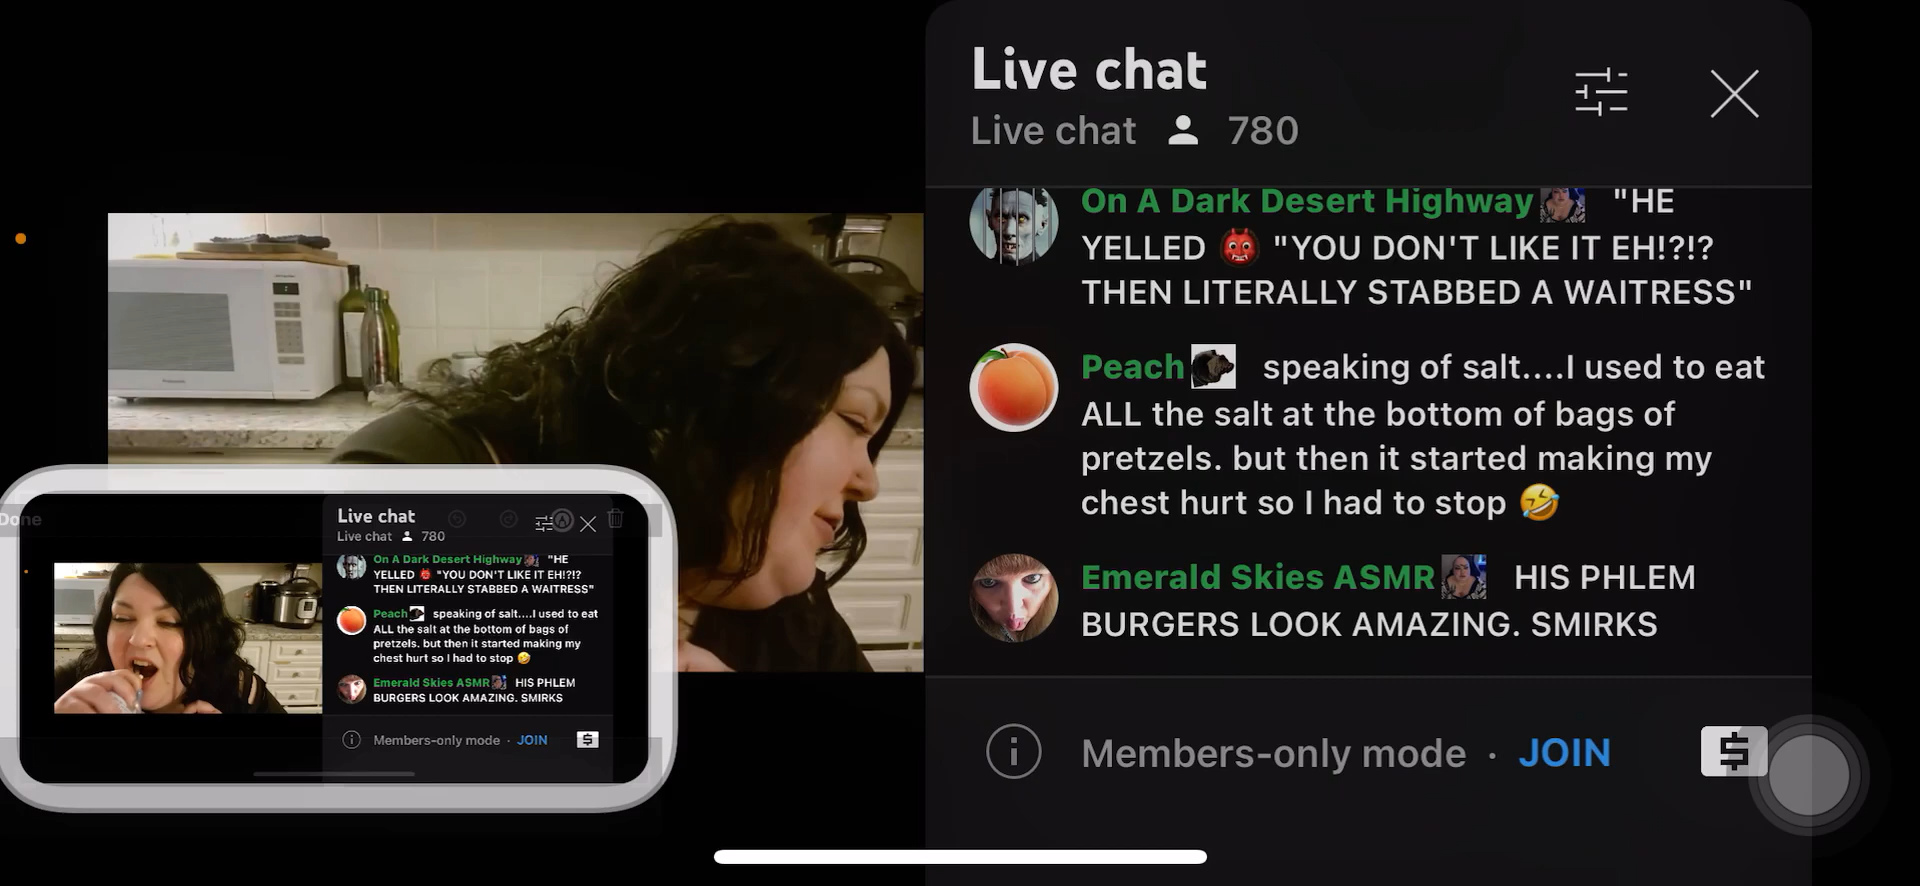 Live chat
Live chat 780
On A Dark Desert Highway "HE
YELLED 👹 "YOU DON'T LIKE IT EH!?!?
THEN LITERALLY STABBED A WAITRESS"
Peach speaking of salt....I used to eat
ALL the salt at the bottom of bags of
pretzels. but then it started making my
chest hurt so I had to stop 🤣
Emerald Skies ASMR HIS PHLEM
BURGERS LOOK AMAZING. SMIRKS
Members-only mode · JOIN
Done
Live chat
Live chat 780
On A Dark Desert Highway "HE
YELLED 👹 "YOU DON'T LIKE IT EH!?!?
THEN LITERALLY STABBED A WAITRESS"
Peach speaking of salt....I used to eat
ALL the salt at the bottom of bags of
pretzels. but then it started making my
chest hurt so I had to stop 🤣
Emerald Skies ASMR HIS PHLEM
BURGERS LOOK AMAZING. SMIRKS
Members-only mode · JOIN